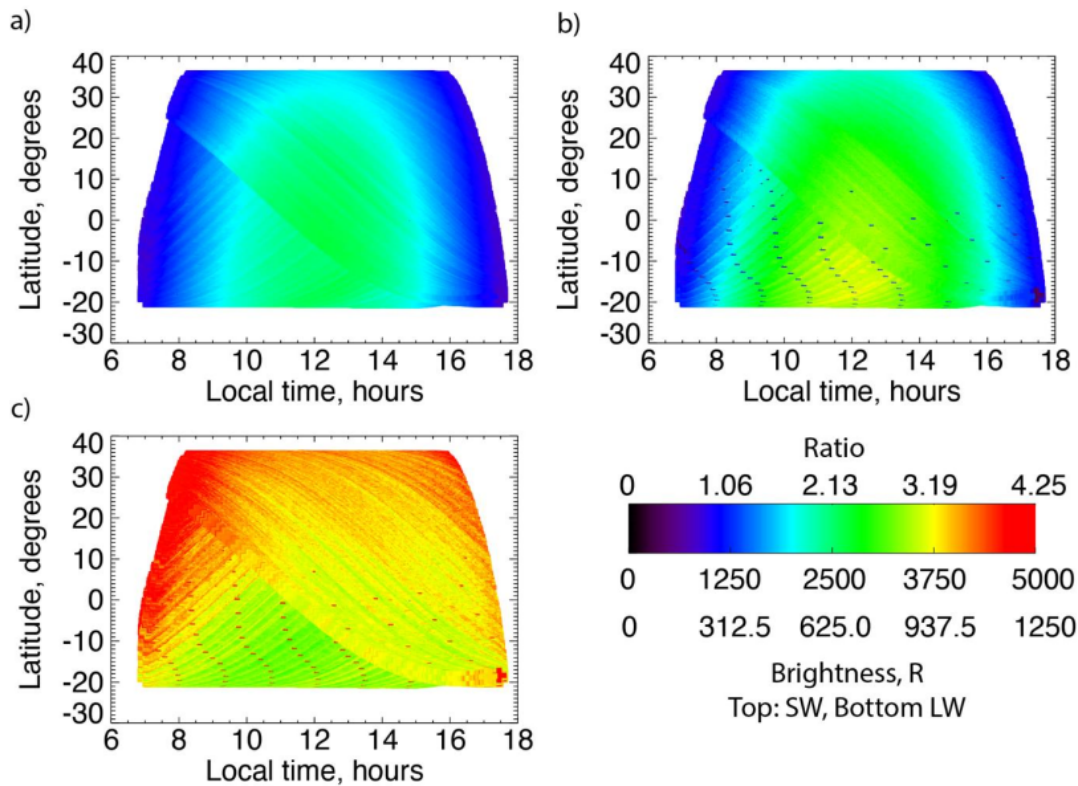 a)
40
30
20
10
0
-10
-20
-30
Latitude, degrees
6 8 10 12 14 16 18
Local time, hours
b)
40
30
20
10
0
-10
-20
-30
Latitude, degrees
6 8 10 12 14 16 18
Local time, hours
c)
40
30
20
10
0
-10
-20
-30
Latitude, degrees
6 8 10 12 14 16 18
Local time, hours
Ratio
0 1.06 2.13 3.19 4.25
0 1250 2500 3750 5000
0 312.5 625.0 937.5 1250
Brightness, R
Top: SW, Bottom LW